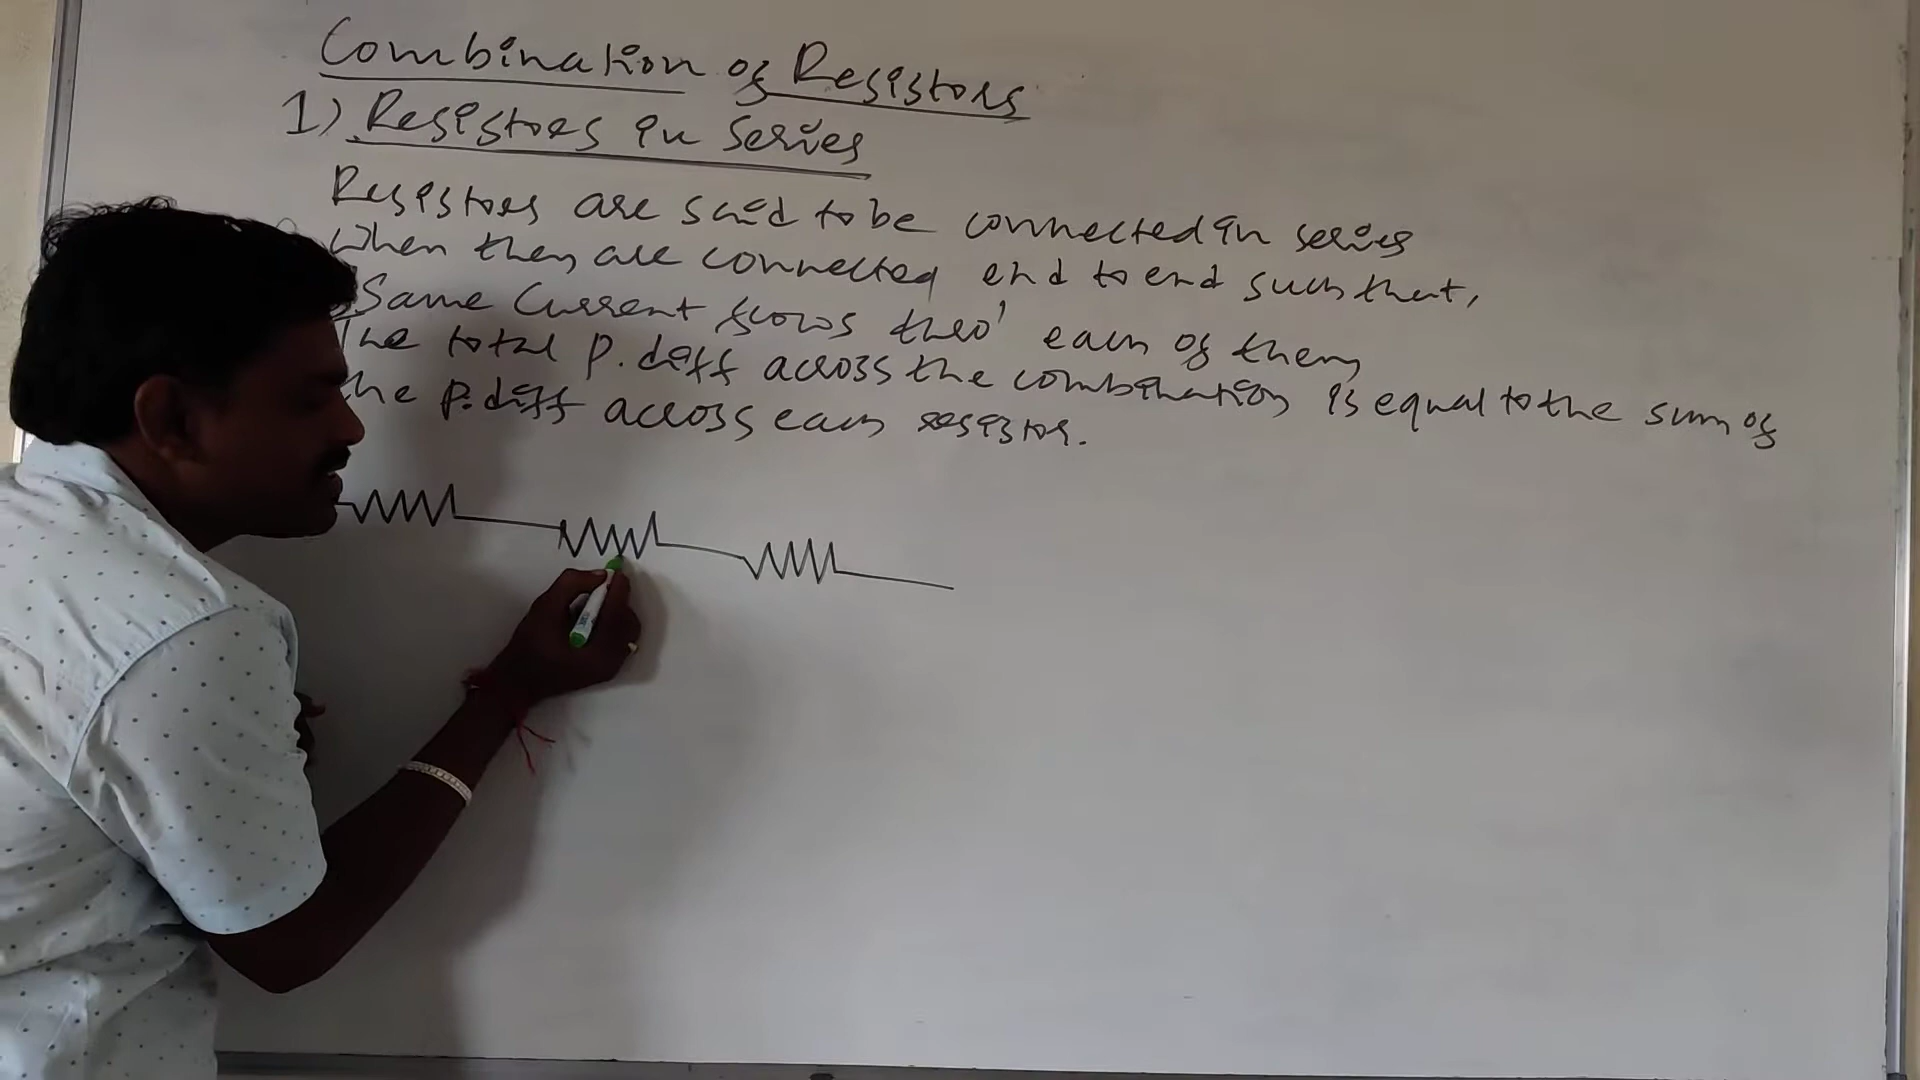 Combination of Resistors
1) Resistors in series
Resistors are said to be connected in series
when they are connected end to end such that,
Same Current flows thro' each of them,
The total p.diff across the combination is equal to the sum of
the p.diff across each resistor.